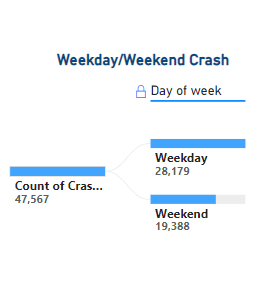 Weekday/Weekend Crash
Day of week
Weekday
28,179
Count of Cras...
47,567
Weekend
19,388